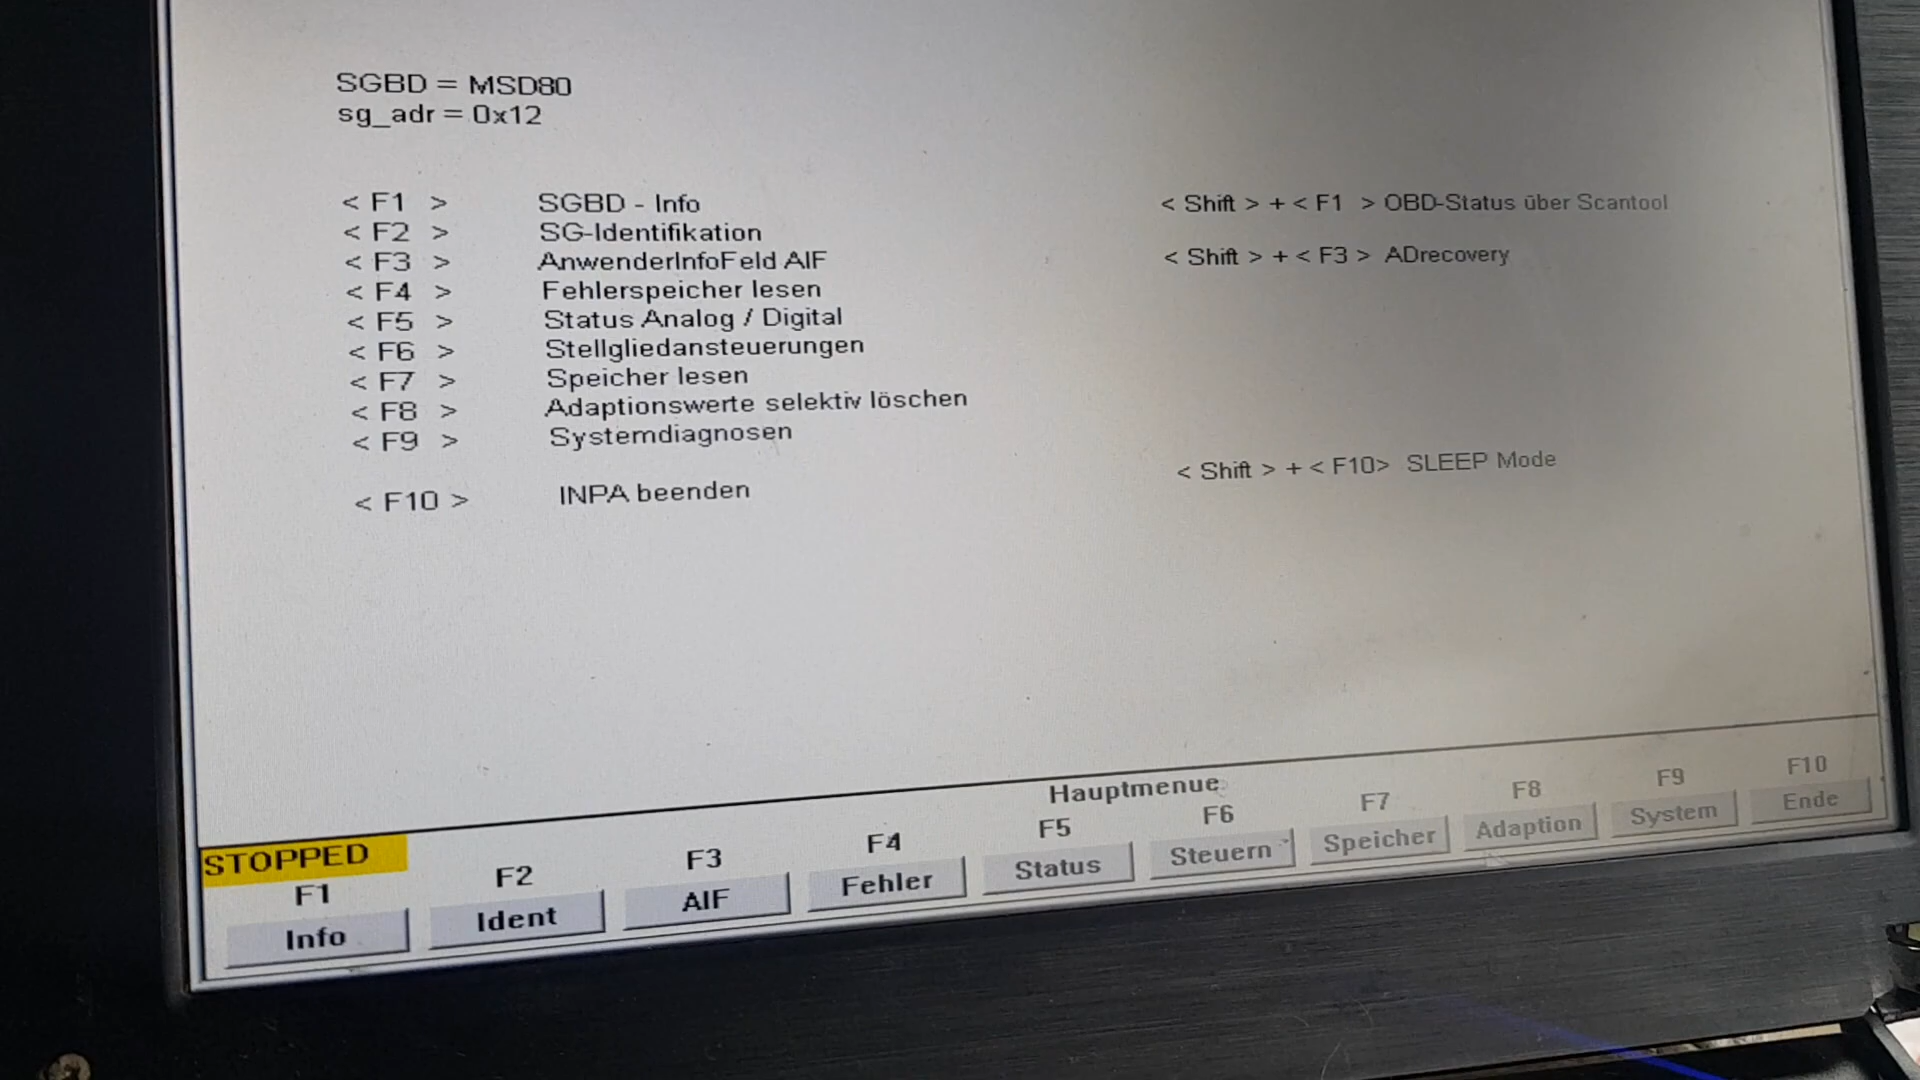 SGBD = MSD80
sg_adr = 0x12
< F1 > SGBD - Info < Shift > + < F1 > OBD-Status über Scantool
< F2 > SG-Identifikation
< F3 > AnwenderInfoFeld AIF < Shift > + < F3 > ADrecovery
< F4 > Fehlerspeicher lesen
< F5 > Status Analog / Digital
< F6 > Stellgliedansteuerungen
< F7 > Speicher lesen
< F8 > Adaptionswerte selektiv löschen
< F9 > Systemdiagnosen
< F10 > INPA beenden < Shift > + < F10> SLEEP Mode
Hauptmenue
STOPPED
F1 F2 F3 F4 F5 F6 F7 F8 F9 F10
Info Ident AIF Fehler Status Steuern Speicher Adaption System Ende